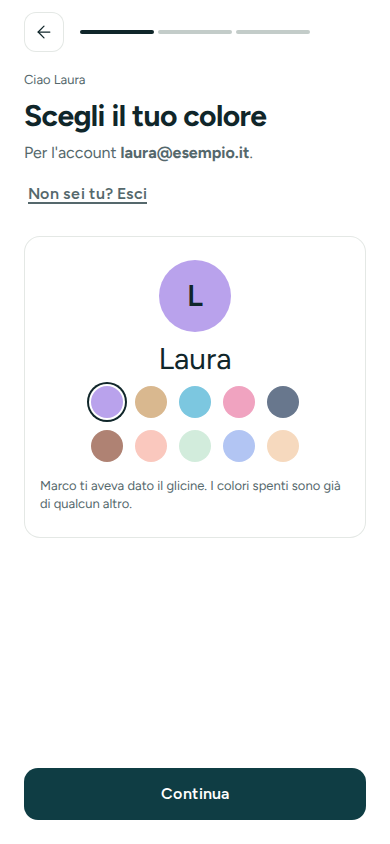 Ciao Laura
Scegli il tuo colore
Per l'account laura@esempio.it.
Non sei tu? Esci
L
Laura
Marco ti aveva dato il glicine. I colori spenti sono già
di qualcun altro.
Continua